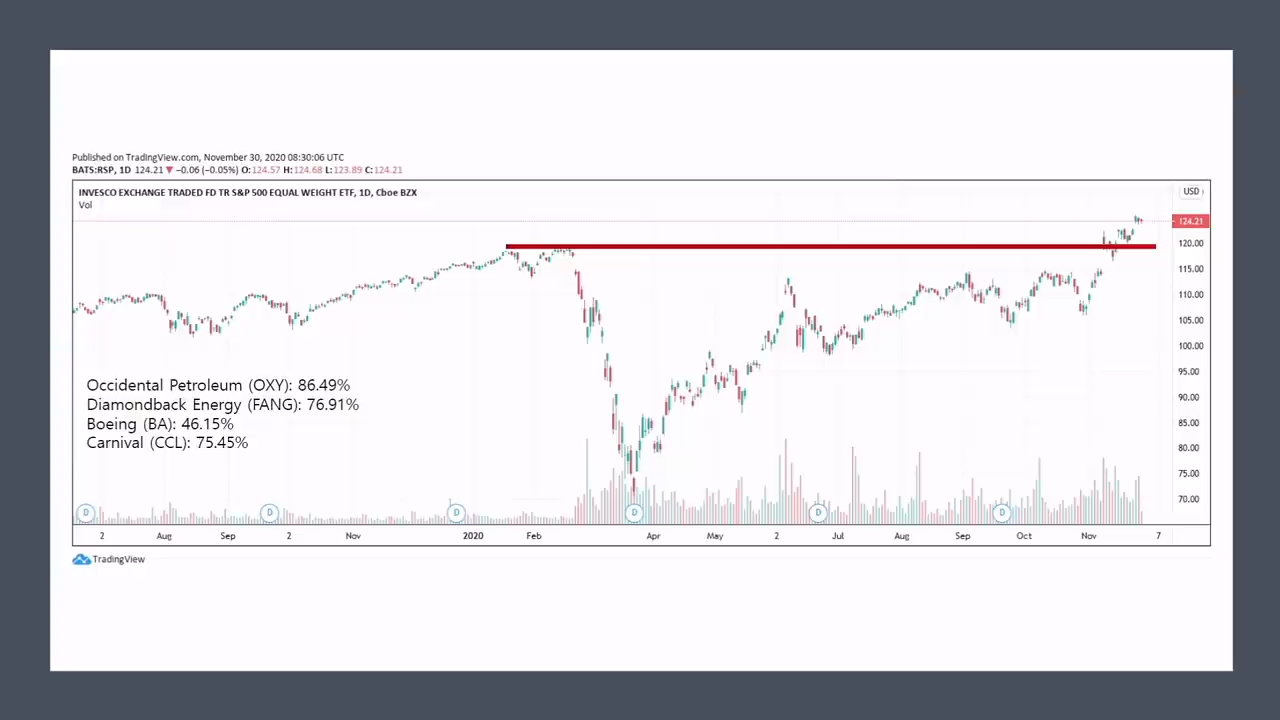 Published on TradingView.com, November 30, 2020 08:30:06 UTC
BATS:RSP, 1D 124.21 ▼ −0.06 (−0.05%) O:124.57 H:124.68 L:123.89 C:124.21
INVESCO EXCHANGE TRADED FD TR S&P 500 EQUAL WEIGHT ETF, 1D, Cboe BZX
USD
Vol
124.21
120.00
115.00
110.00
105.00
100.00
95.00
90.00
85.00
80.00
75.00
70.00
Occidental Petroleum (OXY): 86.49%
Diamondback Energy (FANG): 76.91%
Boeing (BA): 46.15%
Carnival (CCL): 75.45%
D D D D D D
2 Aug Sep 2 Nov 2020 Feb Apr May 2 Jul Aug Sep Oct Nov 7
TradingView